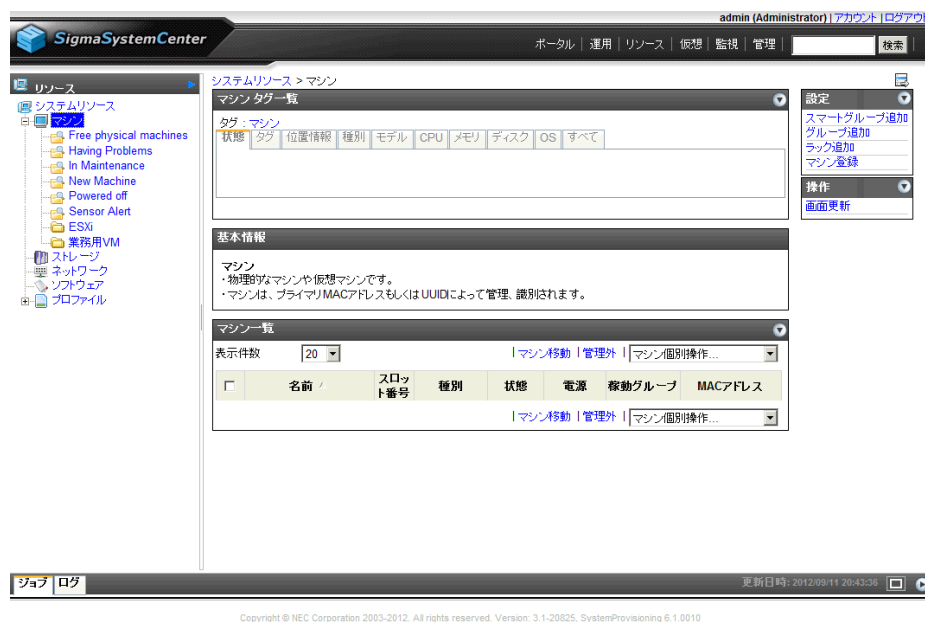 admin (Administrator) | アカウント | ログアウ
SigmaSystemCenter
ポータル | 運用 | リソース | 仮想 | 監視 | 管理 | 検索
リソース
システムリソース
マシン
Free physical machines
Having Problems
In Maintenance
New Machine
Powered off
Sensor Alert
ESXi
業務用VM
ストレージ
ネットワーク
ソフトウェア
プロファイル
システムリソース > マシン
マシン タグ一覧
タグ : マシン
状態 タグ 位置情報 種別 モデル CPU メモリ ディスク OS すべて
基本情報
マシン
・物理的なマシンや仮想マシンです。
・マシンは、プライマリMACアドレスもしくはUUIDによって管理、識別されます。
マシン一覧
表示件数 20 | マシン移動 | 管理外 | マシン個別操作...
名前 スロット番号 種別 状態 電源 稼動グループ MACアドレス
| マシン移動 | 管理外 | マシン個別操作...
設定
スマートグループ追加
グループ追加
ラック追加
マシン登録
操作
画面更新
ジョブ ログ
更新日時: 2012/09/11 20:43:36
Copyright © NEC Corporation 2003-2012. All rights reserved. Version: 3.1-20825, SystemProvisioning 6.1.0010